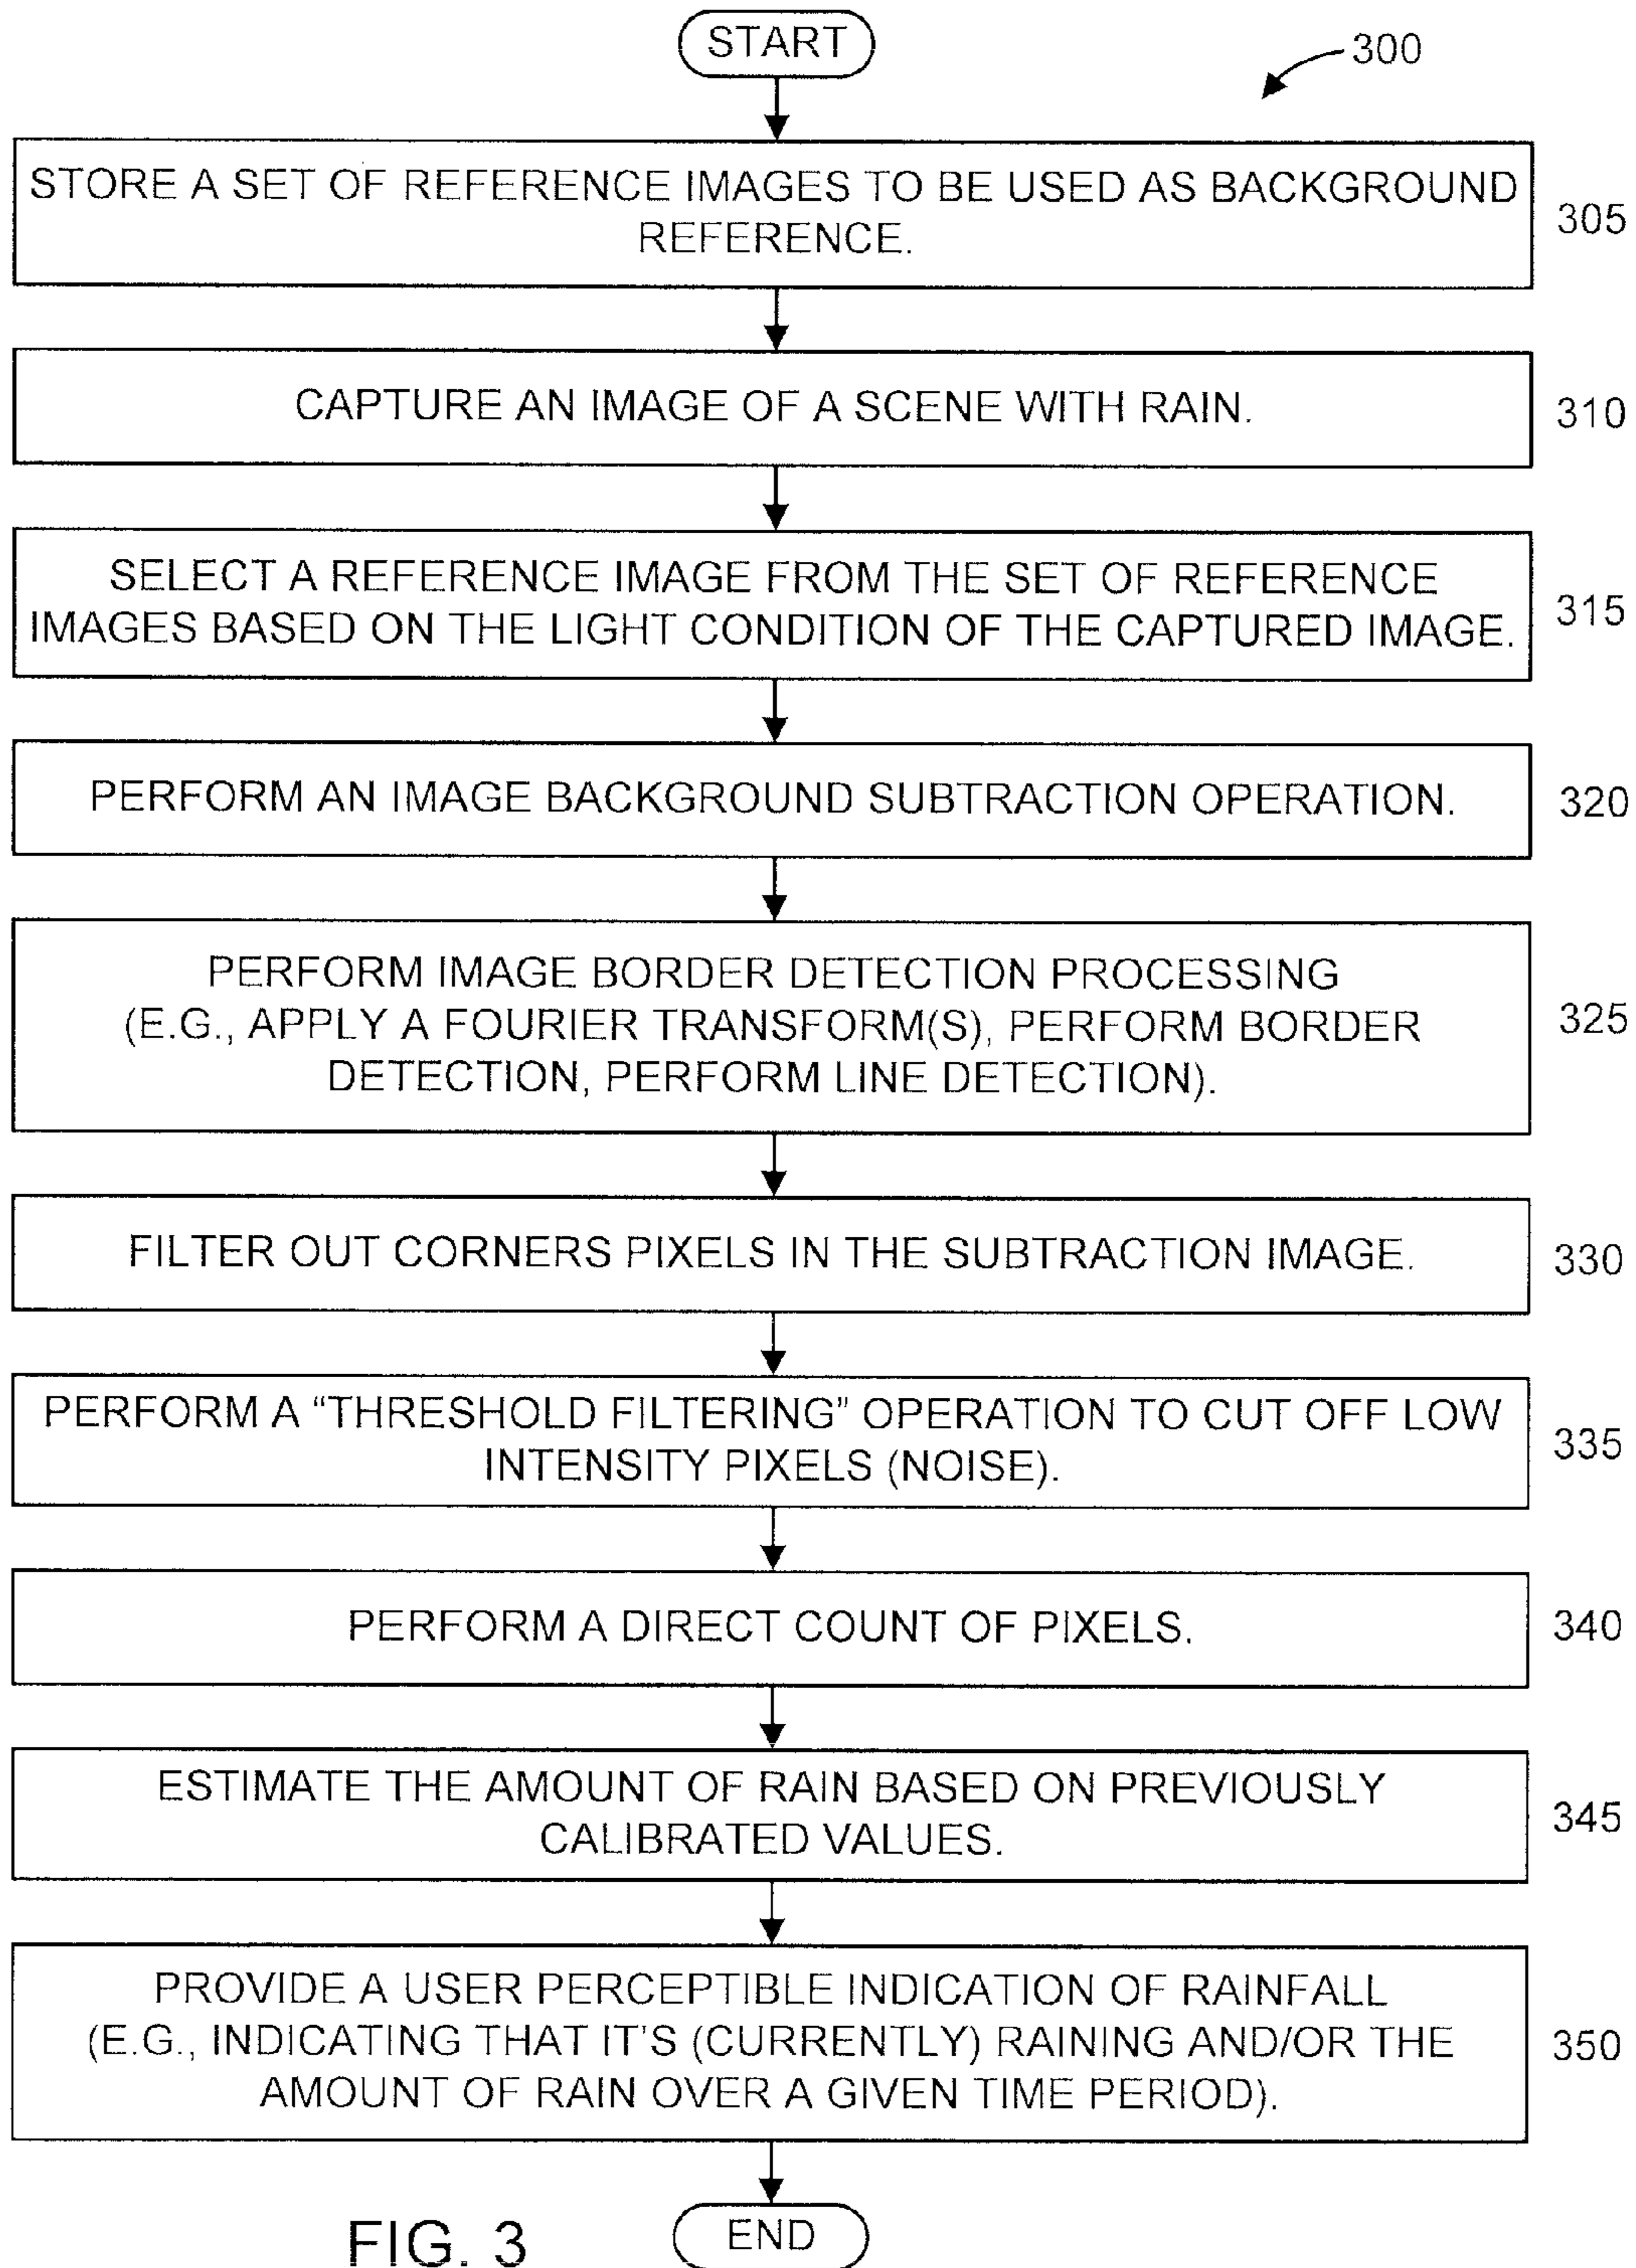 START
300
STORE A SET OF REFERENCE IMAGES TO BE USED AS BACKGROUND
REFERENCE.
305
CAPTURE AN IMAGE OF A SCENE WITH RAIN.
310
SELECT A REFERENCE IMAGE FROM THE SET OF REFERENCE
IMAGES BASED ON THE LIGHT CONDITION OF THE CAPTURED IMAGE.
315
PERFORM AN IMAGE BACKGROUND SUBTRACTION OPERATION.
320
PERFORM IMAGE BORDER DETECTION PROCESSING
(E.G., APPLY A FOURIER TRANSFORM(S), PERFORM BORDER
DETECTION, PERFORM LINE DETECTION).
325
FILTER OUT CORNERS PIXELS IN THE SUBTRACTION IMAGE.
330
PERFORM A “THRESHOLD FILTERING” OPERATION TO CUT OFF LOW
INTENSITY PIXELS (NOISE).
335
PERFORM A DIRECT COUNT OF PIXELS.
340
ESTIMATE THE AMOUNT OF RAIN BASED ON PREVIOUSLY
CALIBRATED VALUES.
345
PROVIDE A USER PERCEPTIBLE INDICATION OF RAINFALL
(E.G., INDICATING THAT IT'S (CURRENTLY) RAINING AND/OR THE
AMOUNT OF RAIN OVER A GIVEN TIME PERIOD).
350
END
FIG. 3